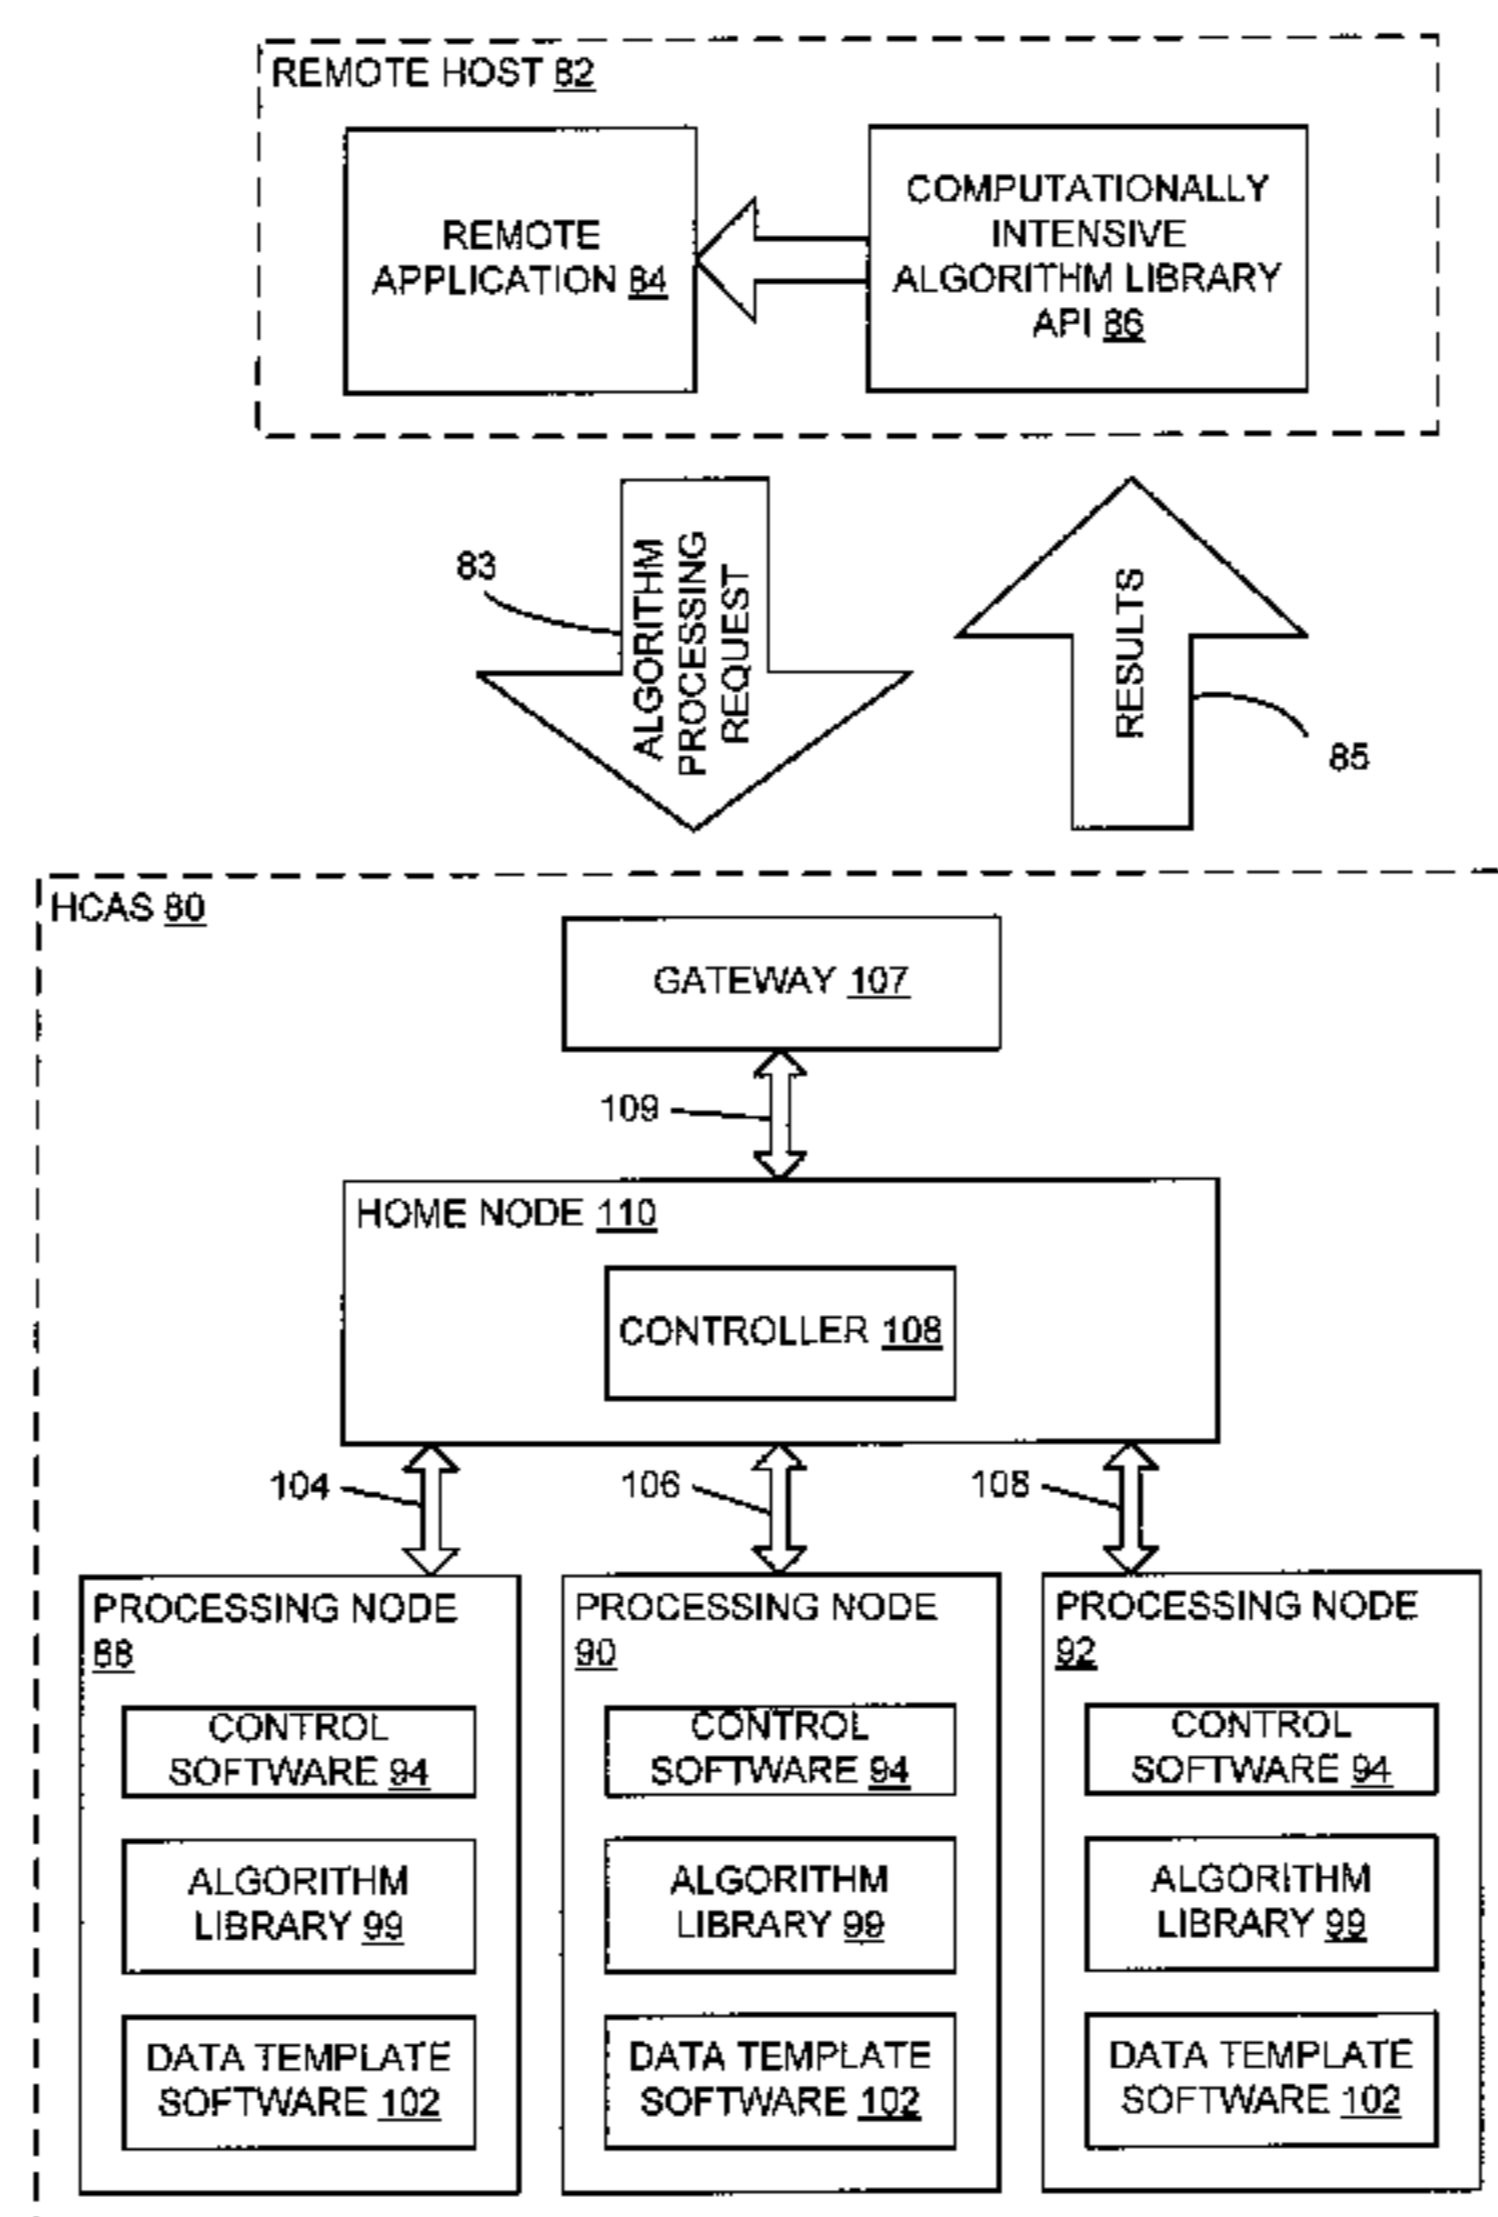 REMOTE HOST 82
REMOTE
APPLICATION 84
COMPUTATIONALLY
INTENSIVE
ALGORITHM LIBRARY
API 86
83
ALGORITHM
PROCESSING
REQUEST
RESULTS
85
HCAS 80
GATEWAY 107
109
HOME NODE 110
CONTROLLER 108
104
106
108
PROCESSING NODE
88
CONTROL
SOFTWARE 94
ALGORITHM
LIBRARY 99
DATA TEMPLATE
SOFTWARE 102
PROCESSING NODE
90
CONTROL
SOFTWARE 94
ALGORITHM
LIBRARY 99
DATA TEMPLATE
SOFTWARE 102
PROCESSING NODE
92
CONTROL
SOFTWARE 94
ALGORITHM
LIBRARY 99
DATA TEMPLATE
SOFTWARE 102